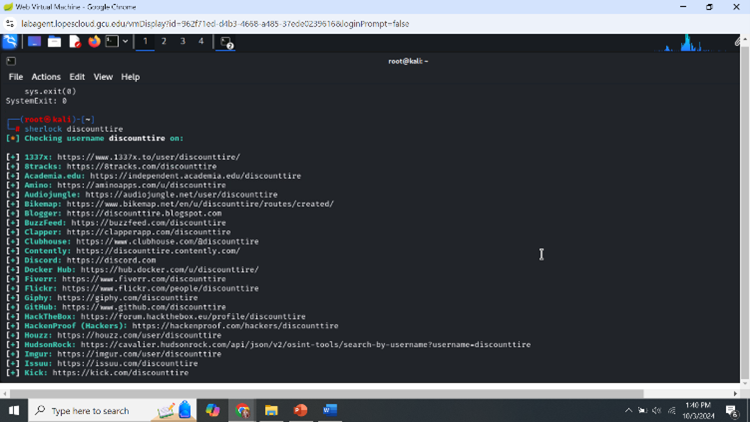 Web Virtual Machine - Google Chrome
labagent.lopescloud.gcu.edu/vmDisplay?id=962f71ed-d4b3-4668-a485-37ede0239616&loginPrompt=false
1 2 3 4 2
root@kali: ~
File Actions Edit View Help
sys.exit(0)
SystemExit: 0
(root㉿kali)-[~]
# sherlock discounttire
[*] Checking username discounttire on:
[+] 1337x: https://www.1337x.to/user/discounttire/
[+] 8tracks: https://8tracks.com/discounttire
[+] Academia.edu: https://independent.academia.edu/discounttire
[+] Amino: https://aminoapps.com/u/discounttire
[+] Audiojungle: https://audiojungle.net/user/discounttire
[+] Bikemap: https://www.bikemap.net/en/u/discounttire/routes/created/
[+] Blogger: https://discounttire.blogspot.com
[+] BuzzFeed: https://buzzfeed.com/discounttire
[+] Clapper: https://clapperapp.com/discounttire
[+] Clubhouse: https://www.clubhouse.com/@discounttire
[+] Contently: https://discounttire.contently.com/
[+] Discord: https://discord.com
[+] Docker Hub: https://hub.docker.com/u/discounttire/
[+] Fiverr: https://www.fiverr.com/discounttire
[+] Flickr: https://www.flickr.com/people/discounttire
[+] Giphy: https://giphy.com/discounttire
[+] GitHub: https://www.github.com/discounttire
[+] HackTheBox: https://forum.hackthebox.eu/profile/discounttire
[+] HackenProof (Hackers): https://hackenproof.com/hackers/discounttire
[+] Houzz: https://houzz.com/user/discounttire
[+] HudsonRock: https://cavalier.hudsonrock.com/api/json/v2/osint-tools/search-by-username?username=discounttire
[+] Imgur: https://imgur.com/user/discounttire
[+] Issuu: https://issuu.com/discounttire
[+] Kick: https://kick.com/discounttire
Type here to search
1:40 PM
10/3/2024
6